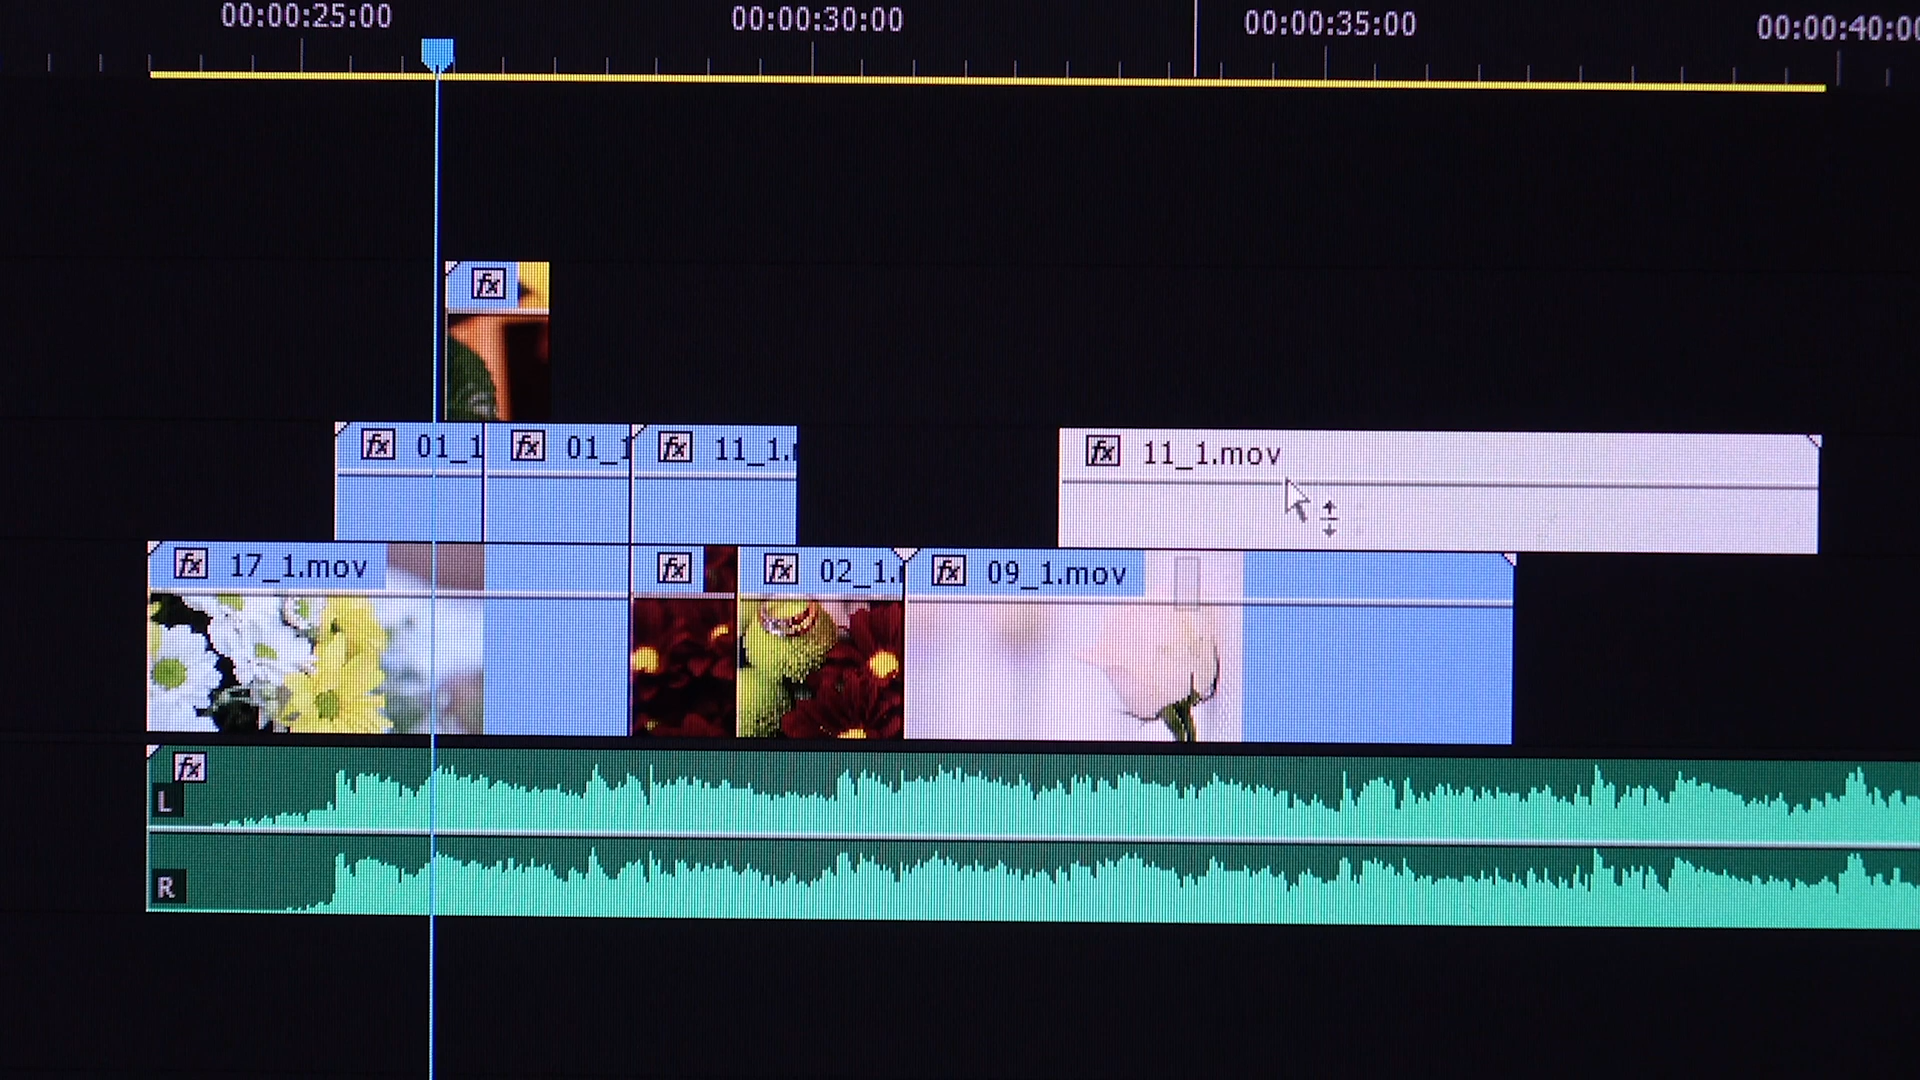 00:00:25:00 00:00:30:00 00:00:35:00 00:00:40:00
fx
fx 01_1 fx 01_1 fx 11_1. fx 11_1.mov
fx 17_1.mov fx fx 02_1. fx 09_1.mov
fx
L
R